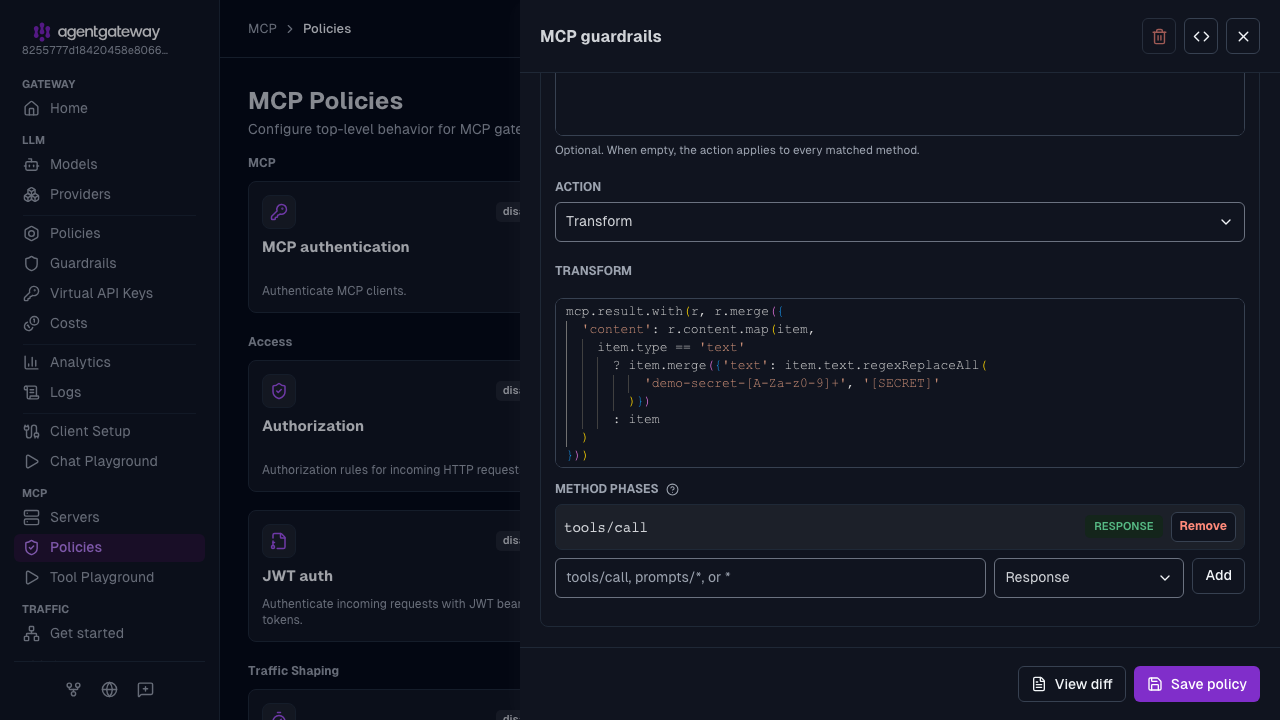 agentgateway
8255777d18420458e8066…
GATEWAY
Home
LLM
Models
Providers
Policies
Guardrails
Virtual API Keys
Costs
Analytics
Logs
Client Setup
Chat Playground
MCP
Servers
Policies
Tool Playground
TRAFFIC
Get started
MCP > Policies
MCP Policies
Configure top-level behavior for MCP gate
MCP
disa
MCP authentication
Authenticate MCP clients.
Access
disa
Authorization
Authorization rules for incoming HTTP request
disa
JWT auth
Authenticate incoming requests with JWT bear
tokens.
Traffic Shaping
disa
MCP guardrails
Optional. When empty, the action applies to every matched method.
ACTION
Transform
TRANSFORM
mcp.result.with(r, r.merge({
'content': r.content.map(item,
item.type == 'text'
? item.merge({'text': item.text.regexReplaceAll(
'demo-secret-[A-Za-z0-9]+', '[SECRET]'
)})
: item
)
}))
METHOD PHASES
tools/call RESPONSE Remove
tools/call, prompts/*, or * Response Add
View diff Save policy